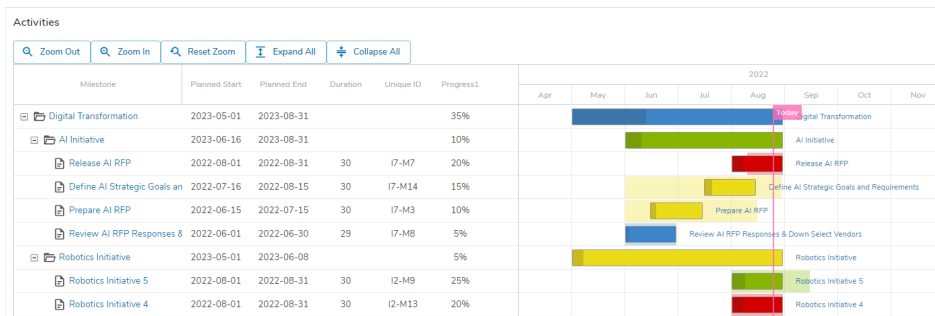 Activities
Zoom Out Zoom In Reset Zoom Expand All Collapse All
Milestone Planned Start Planned End Duration Unique ID Progress1 2022
Apr May Jun Jul Aug Sep Oct Nov
Today
Digital Transformation 2023-05-01 2023-08-31 35% igital Transformation
AI Initiative 2023-06-16 2023-08-31 10% AI Initiative
Release AI RFP 2022-08-01 2022-08-31 30 I7-M7 20% Release AI RFP
Define AI Strategic Goals an 2022-07-16 2022-08-15 30 I7-M14 15% Define AI Strategic Goals and Requirements
Prepare AI RFP 2022-06-15 2022-07-15 30 I7-M3 10% Prepare AI RFP
Review AI RFP Responses & 2022-06-01 2022-06-30 29 I7-M8 5% Review AI RFP Responses & Down Select Vendors
Robotics Initiative 2023-05-01 2023-06-08 5% Robotics Initiative
Robotics Initiative 5 2022-08-01 2022-08-31 30 I2-M9 25% Robotics Initiative 5
Robotics Initiative 4 2022-08-01 2022-08-31 30 I2-M13 20% Robotics Initiative 4